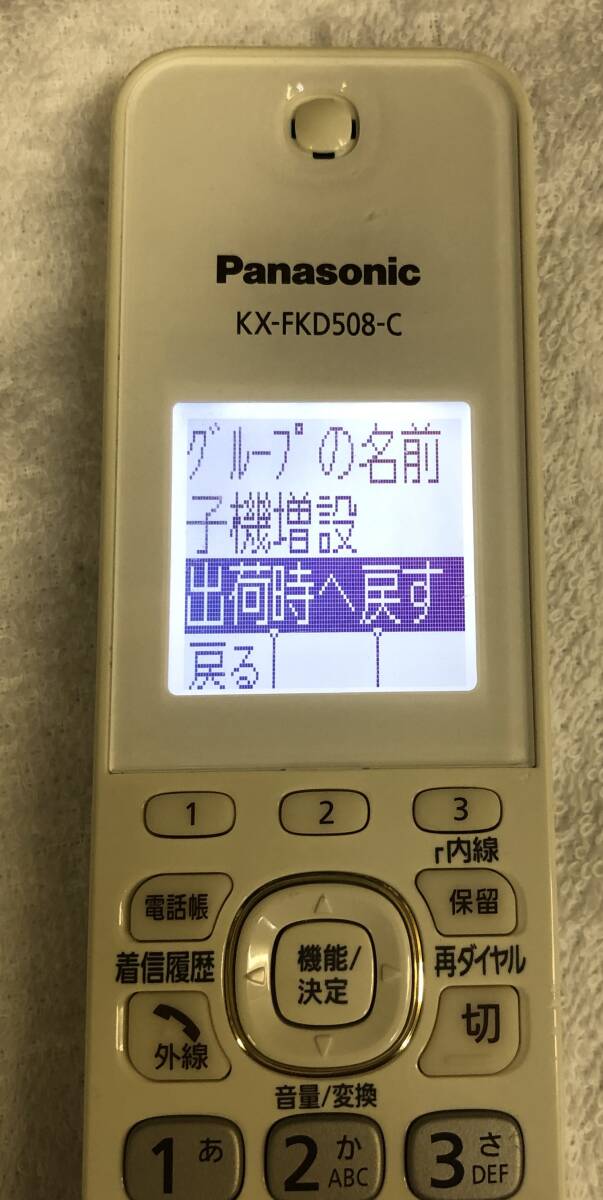 Panasonic
KX-FKD508-C
グループの名前
子機増設
出荷時へ戻す
戻る
1 2 3
「内線
電話帳 保留
機能/
決定
着信履歴 再ダイヤル
外線 切
音量/変換
1 あ 2 か ABC 3 さ DEF